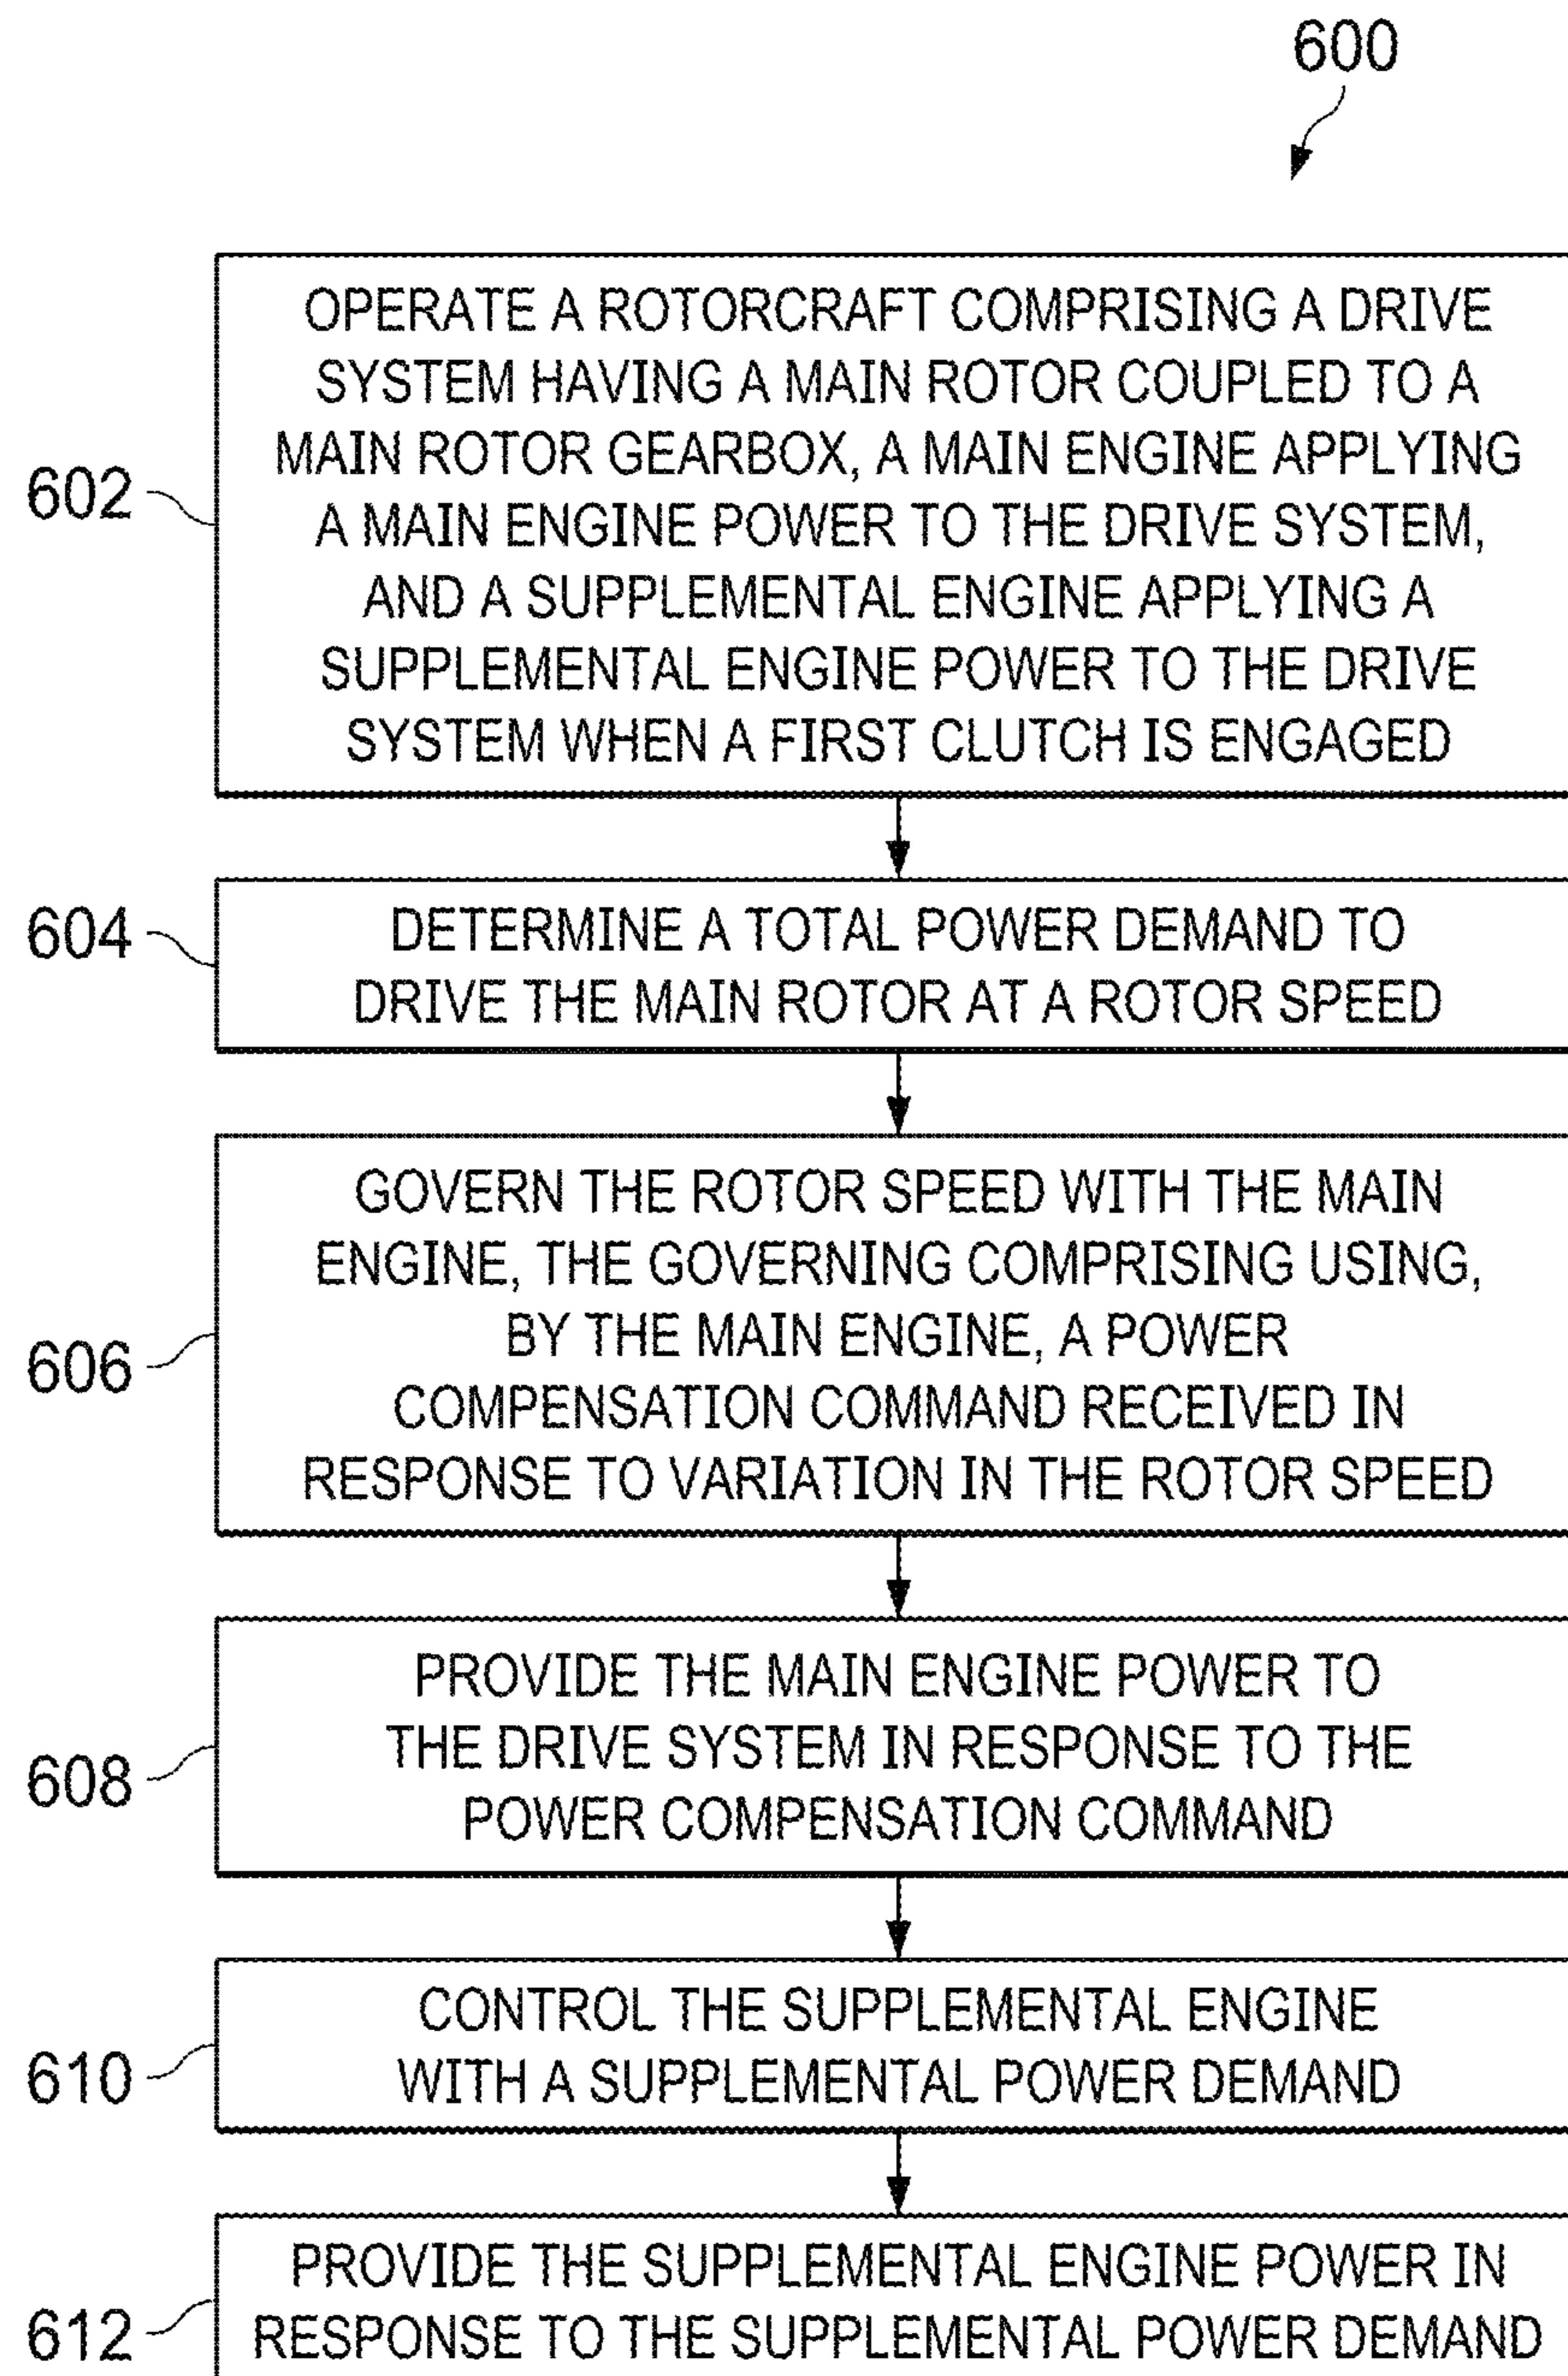 600
602
OPERATE A ROTORCRAFT COMPRISING A DRIVE
SYSTEM HAVING A MAIN ROTOR COUPLED TO A
MAIN ROTOR GEARBOX, A MAIN ENGINE APPLYING
A MAIN ENGINE POWER TO THE DRIVE SYSTEM,
AND A SUPPLEMENTAL ENGINE APPLYING A
SUPPLEMENTAL ENGINE POWER TO THE DRIVE
SYSTEM WHEN A FIRST CLUTCH IS ENGAGED
604
DETERMINE A TOTAL POWER DEMAND TO
DRIVE THE MAIN ROTOR AT A ROTOR SPEED
606
GOVERN THE ROTOR SPEED WITH THE MAIN
ENGINE, THE GOVERNING COMPRISING USING,
BY THE MAIN ENGINE, A POWER
COMPENSATION COMMAND RECEIVED IN
RESPONSE TO VARIATION IN THE ROTOR SPEED
608
PROVIDE THE MAIN ENGINE POWER TO
THE DRIVE SYSTEM IN RESPONSE TO THE
POWER COMPENSATION COMMAND
610
CONTROL THE SUPPLEMENTAL ENGINE
WITH A SUPPLEMENTAL POWER DEMAND
612
PROVIDE THE SUPPLEMENTAL ENGINE POWER IN
RESPONSE TO THE SUPPLEMENTAL POWER DEMAND